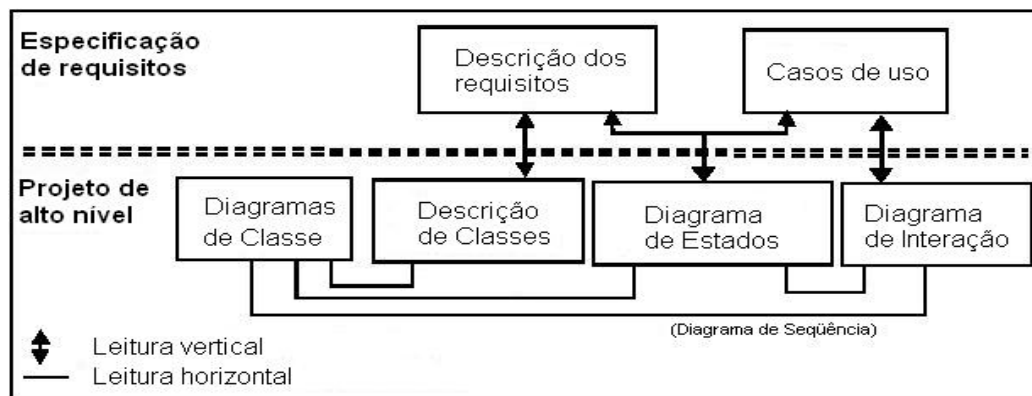 Especificação
de requisitos
Descrição dos
requisitos
Casos de uso
Projeto de
alto nível
Diagramas
de Classe
Descrição
de Classes
Diagrama
de Estados
Diagrama
de Interação
(Diagrama de Seqüência)
Leitura vertical
Leitura horizontal